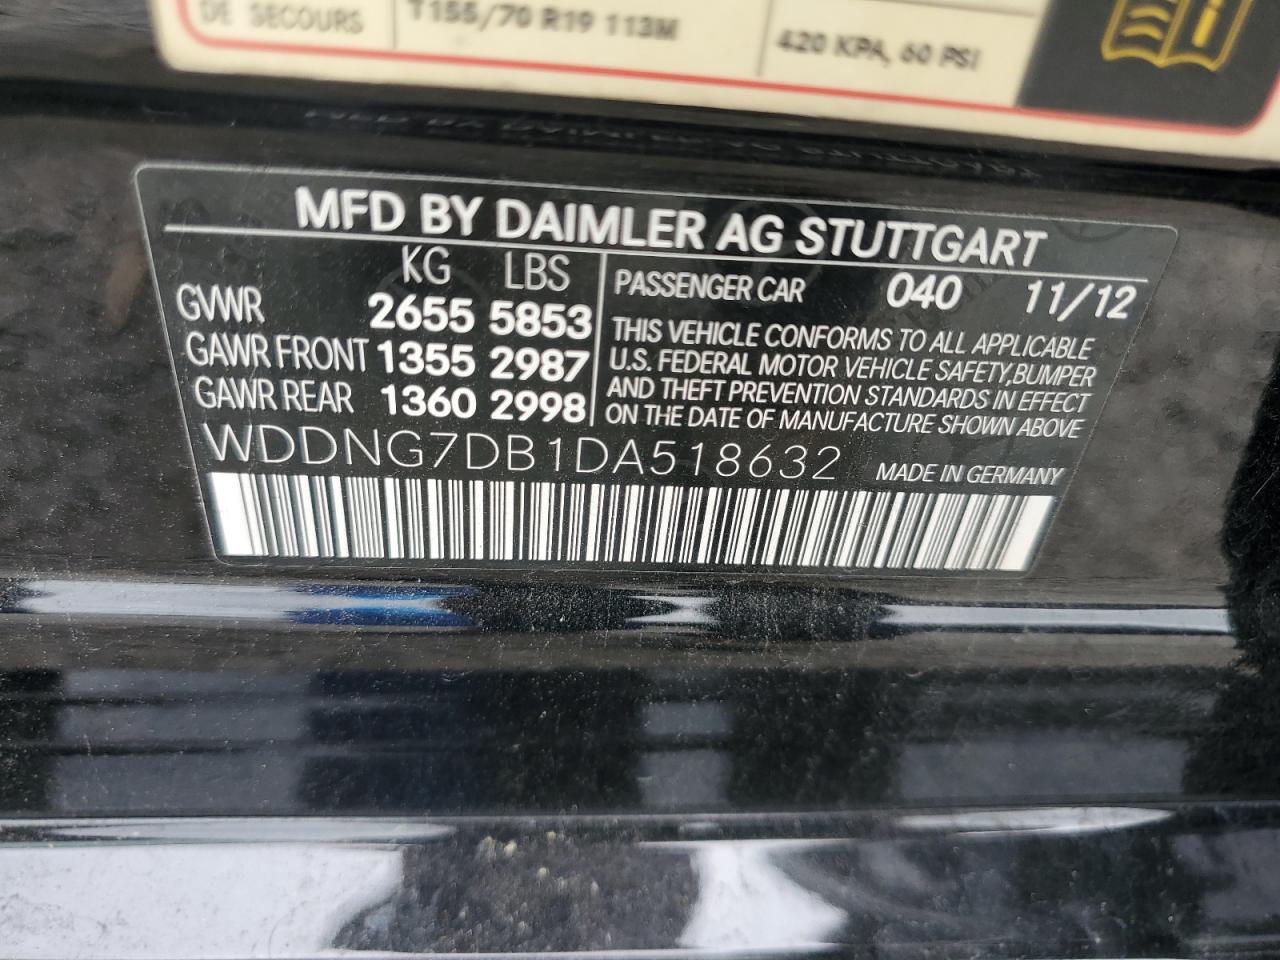 DE SECOURS T155/70 R19 113M 420 KPA, 60 PSI
MFD BY DAIMLER AG STUTTGART
KG LBS
GVWR 2655 5853
GAWR FRONT 1355 2987
GAWR REAR 1360 2998
PASSENGER CAR 040 11/12
THIS VEHICLE CONFORMS TO ALL APPLICABLE
U.S. FEDERAL MOTOR VEHICLE SAFETY, BUMPER
AND THEFT PREVENTION STANDARDS IN EFFECT
ON THE DATE OF MANUFACTURE SHOWN ABOVE
WDDNG7DB1DA518632 MADE IN GERMANY